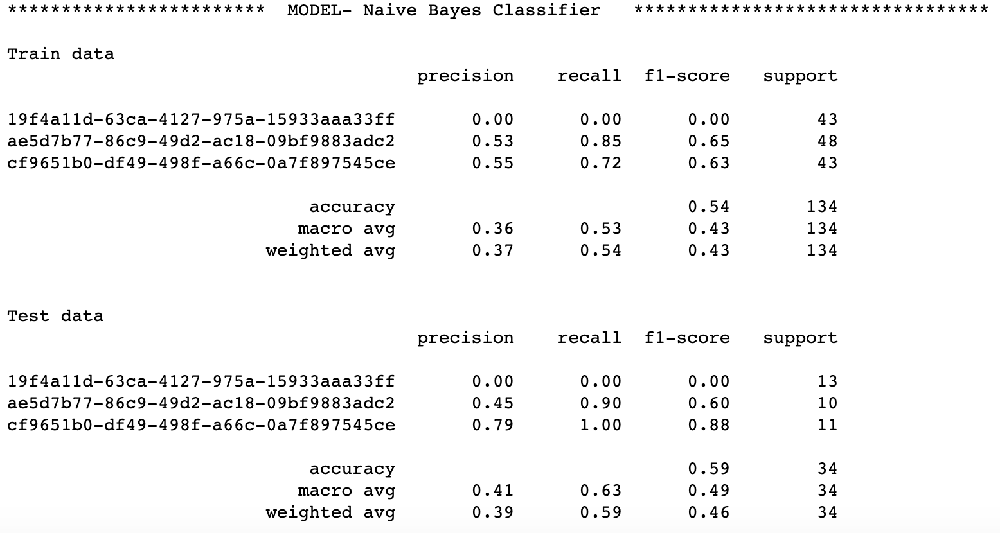 ************************ MODEL- Naive Bayes Classifier *********************************
Train data
precision recall f1-score support
19f4a11d-63ca-4127-975a-15933aaa33ff 0.00 0.00 0.00 43
ae5d7b77-86c9-49d2-ac18-09bf9883adc2 0.53 0.85 0.65 48
cf9651b0-df49-498f-a66c-0a7f897545ce 0.55 0.72 0.63 43
accuracy 0.54 134
macro avg 0.36 0.53 0.43 134
weighted avg 0.37 0.54 0.43 134
Test data
precision recall f1-score support
19f4a11d-63ca-4127-975a-15933aaa33ff 0.00 0.00 0.00 13
ae5d7b77-86c9-49d2-ac18-09bf9883adc2 0.45 0.90 0.60 10
cf9651b0-df49-498f-a66c-0a7f897545ce 0.79 1.00 0.88 11
accuracy 0.59 34
macro avg 0.41 0.63 0.49 34
weighted avg 0.39 0.59 0.46 34